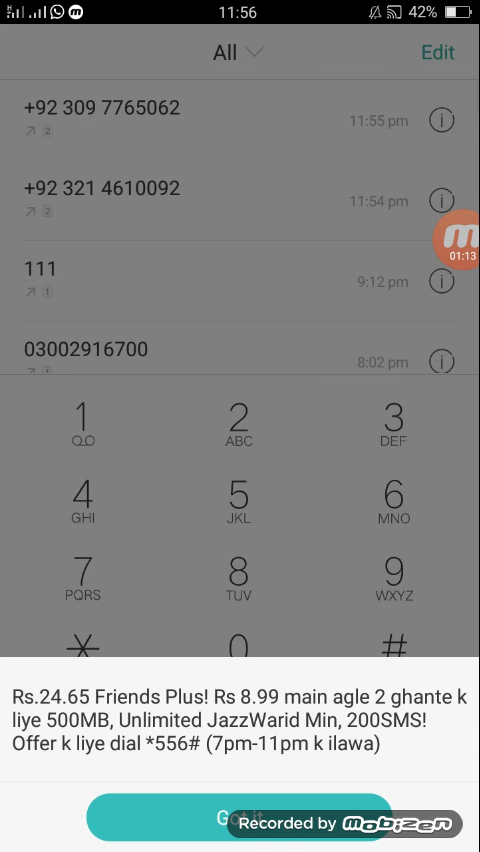 11:56
42%
All
Edit
+92 309 7765062
2
11:55 pm
+92 321 4610092
2
11:54 pm
01:13
111
1
9:12 pm
03002916700
8:02 pm
1
2
ABC
3
DEF
4
GHI
5
JKL
6
MNO
7
PQRS
8
TUV
9
WXYZ
*
0
#
Rs.24.65 Friends Plus! Rs 8.99 main agle 2 ghante k
liye 500MB, Unlimited JazzWarid Min, 200SMS!
Offer k liye dial *556# (7pm-11pm k ilawa)
Got it
Recorded by Mobizen